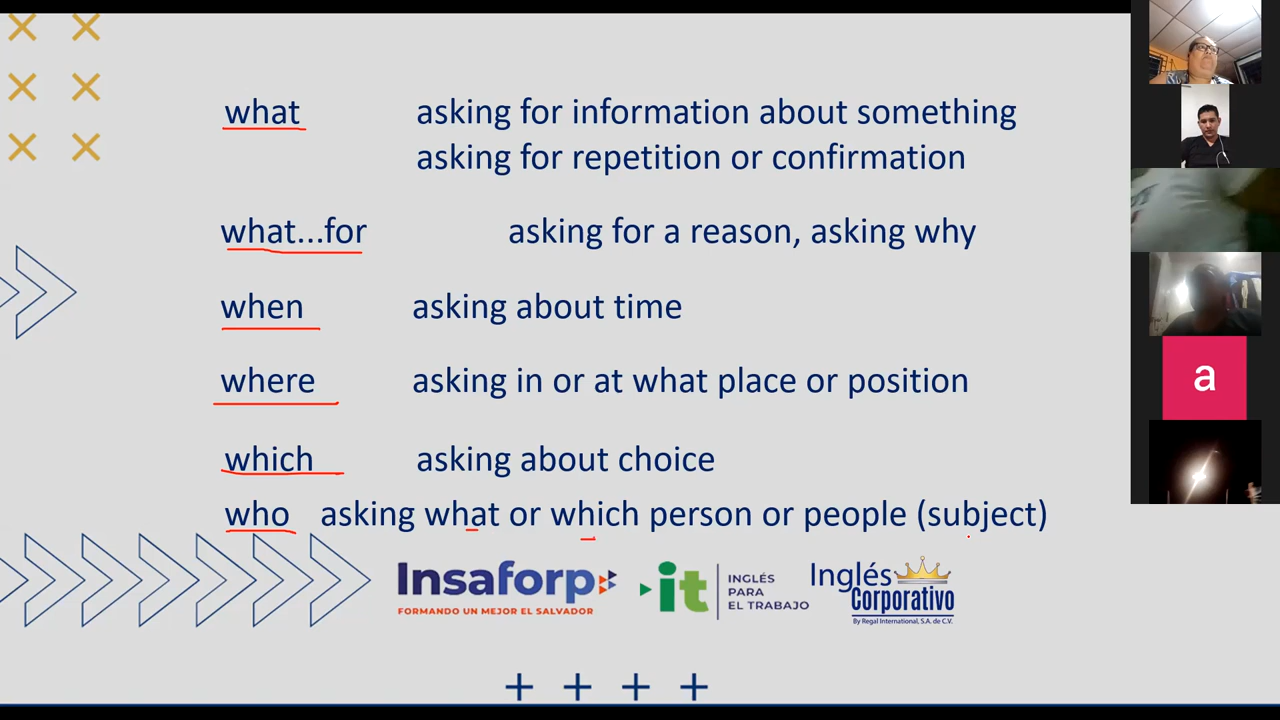 what asking for information about something
asking for repetition or confirmation
what...for asking for a reason, asking why
when asking about time
where asking in or at what place or position
which asking about choice
who asking what or which person or people (subject)
Insaforp
FORMANDO UN MEJOR EL SALVADOR
it
INGLÉS
PARA
EL TRABAJO
Inglés
Corporativo
By Regal International, S.A. de C.V.
a